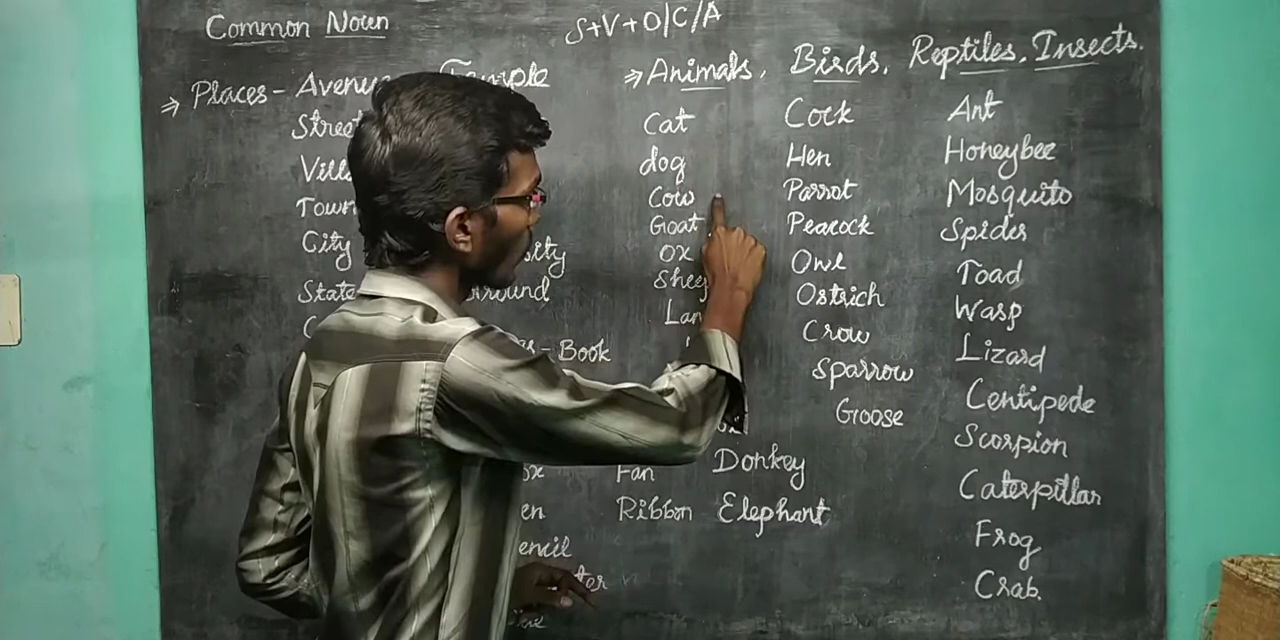 Common Noun
S+V+O/C/A
⇒ Places - Avenue Temple
Street
Town
City
State
Book
Fan
Ribbon
⇒ Animals, Birds, Reptiles, Insects.
Cat
dog
Cow
Goat
Ox
Donkey
Elephant
Cock
Hen
Parrot
Peacock
Owl
Ostrich
Crow
Sparrow
Goose
Ant
Honeybee
Mosquito
Spider
Toad
Wasp
Lizard
Centipede
Scorpion
Caterpillar
Frog
Crab.